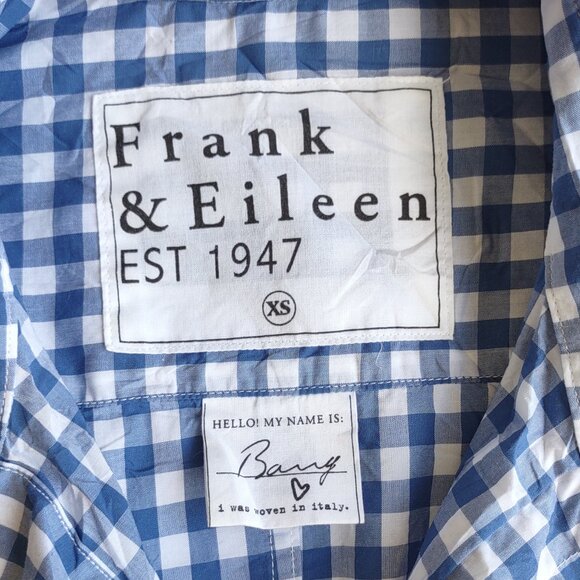 Frank
& Eileen
EST 1947
XS
HELLO! MY NAME IS:
Barry
i was woven in italy.